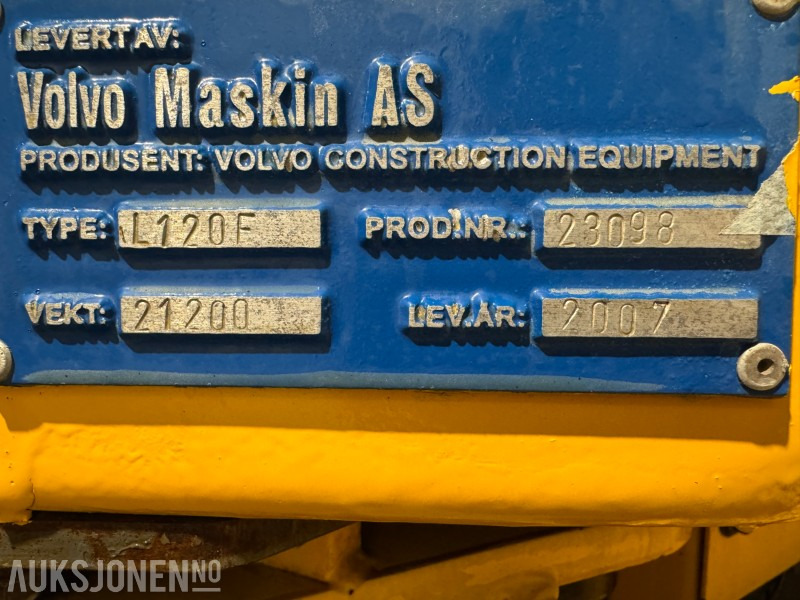 LEVERT AV:
Volvo Maskin AS
PRODUSENT: VOLVO CONSTRUCTION EQUIPMENT
TYPE: L120F PROD.NR.: 23098
VEKT: 21200 LEV.ÅR: 2007
AUKSJONEN.NO